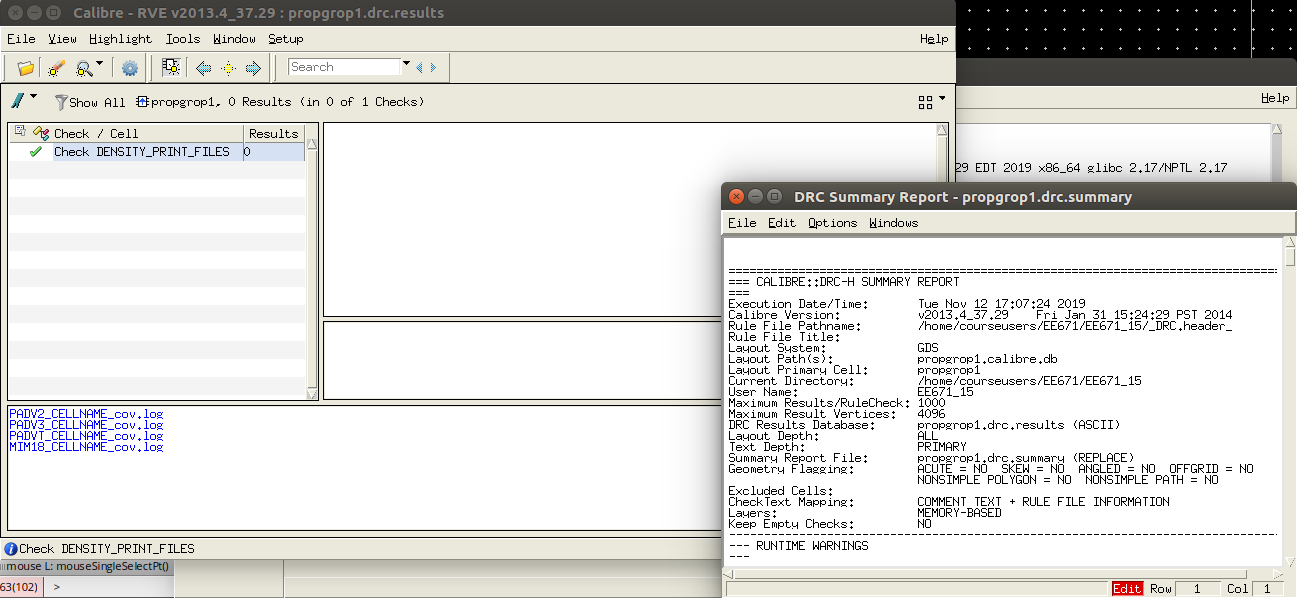 Calibre - RVE v2013.4_37.29 : propgrop1.drc.results
File View Highlight Tools Window Setup Help
Search
Show All propgrop1, 0 Results (in 0 of 1 Checks)
Check / Cell Results
Check DENSITY_PRINT_FILES 0
PADV2_CELLNAME_cov.log
PADV3_CELLNAME_cov.log
PADVT_CELLNAME_cov.log
MIM18_CELLNAME_cov.log
Check DENSITY_PRINT_FILES
mouse L: mouseSingleSelectPt()
63(102) >
Help
29 EDT 2019 x86_64 glibc 2.17/NPTL 2.17
DRC Summary Report - propgrop1.drc.summary
File Edit Options Windows
==================================================================================
=== CALIBRE::DRC-H SUMMARY REPORT
===
Execution Date/Time: Tue Nov 12 17:07:24 2019
Calibre Version: v2013.4_37.29 Fri Jan 31 15:24:29 PST 2014
Rule File Pathname: /home/courseusers/EE671/EE671_15/_DRC.header_
Rule File Title:
Layout System: GDS
Layout Path(s): propgrop1.calibre.db
Layout Primary Cell: propgrop1
Current Directory: /home/courseusers/EE671/EE671_15
User Name: EE671_15
Maximum Results/RuleCheck: 1000
Maximum Result Vertices: 4096
DRC Results Database: propgrop1.drc.results (ASCII)
Layout Depth: ALL
Text Depth: PRIMARY
Summary Report File: propgrop1.drc.summary (REPLACE)
Geometry Flagging: ACUTE = NO SKEW = NO ANGLED = NO OFFGRID = NO
NONSIMPLE POLYGON = NO NONSIMPLE PATH = NO
Excluded Cells:
CheckText Mapping: COMMENT TEXT + RULE FILE INFORMATION
Layers: MEMORY-BASED
Keep Empty Checks: NO
----------------------------------------------------------------------------------
--- RUNTIME WARNINGS
---
Edit Row 1 Col 1